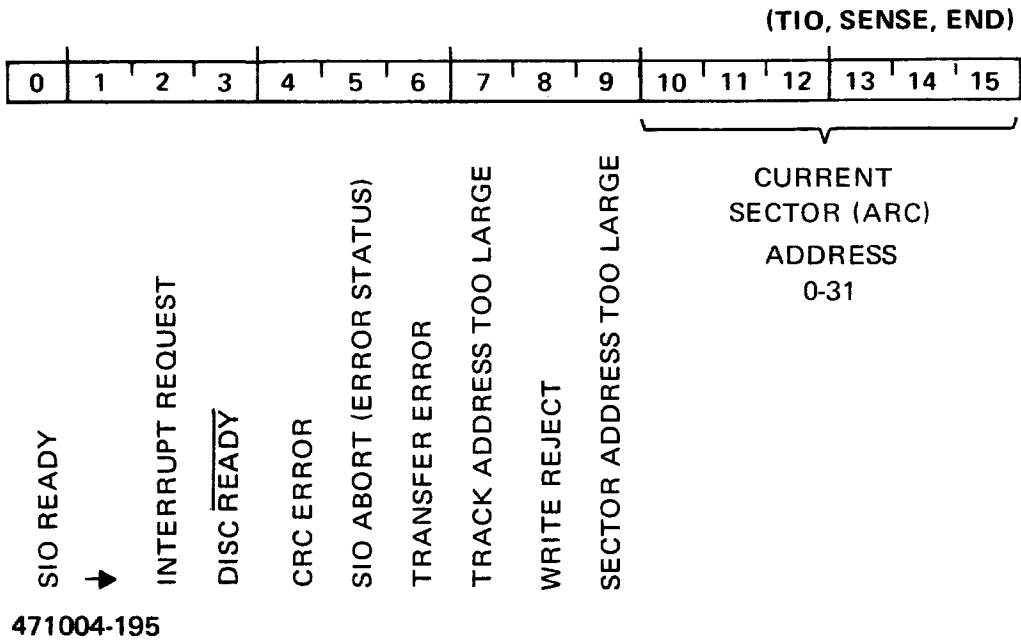 (TIO, SENSE, END)
0 1 2 3 4 5 6 7 8 9 10 11 12 13 14 15
SIO READY
INTERRUPT REQUEST
DISC READY
CRC ERROR
SIO ABORT (ERROR STATUS)
TRANSFER ERROR
TRACK ADDRESS TOO LARGE
WRITE REJECT
SECTOR ADDRESS TOO LARGE
CURRENT
SECTOR (ARC)
ADDRESS
0-31
471004-195